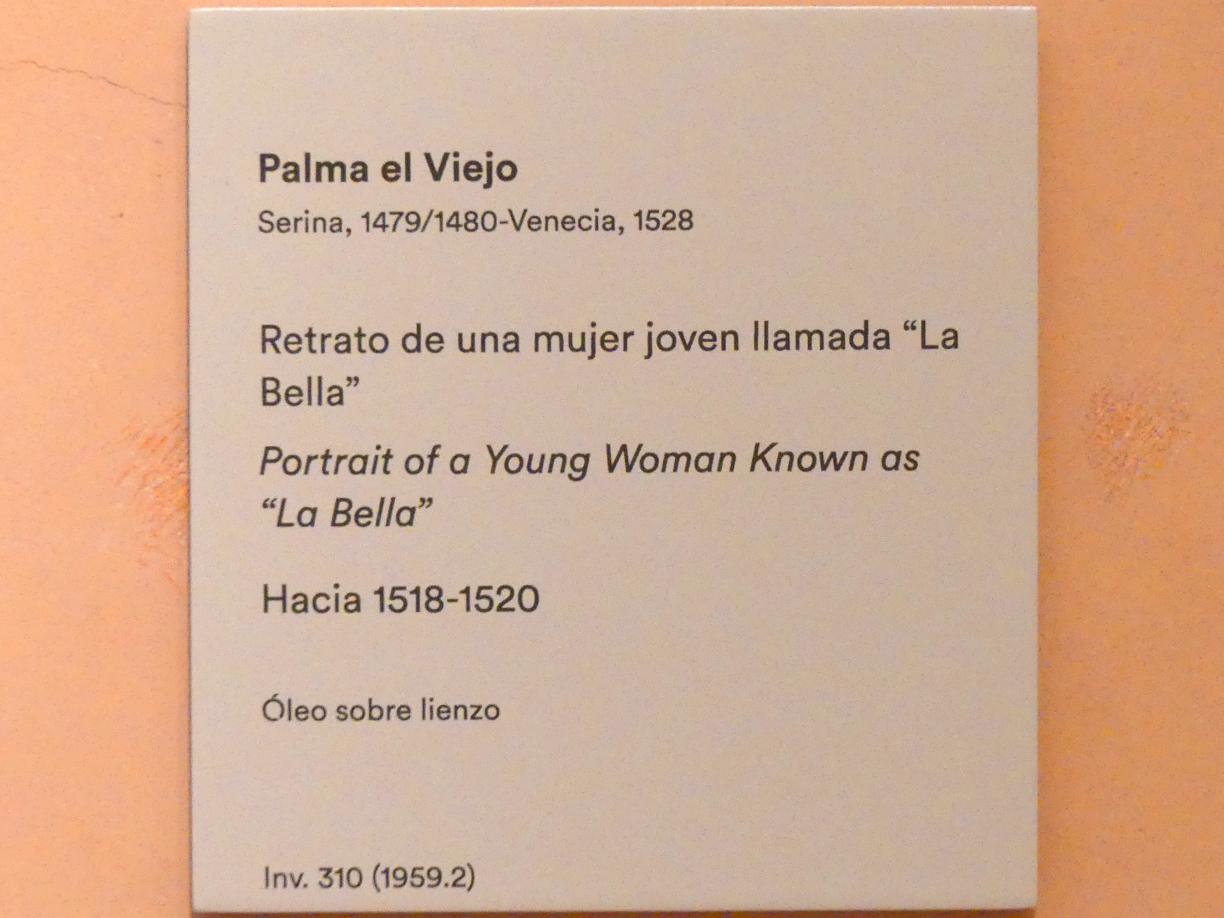 Palma el Viejo
Serina, 1479/1480-Venecia, 1528
Retrato de una mujer joven llamada “La
Bella”
Portrait of a Young Woman Known as
“La Bella”
Hacia 1518-1520
Óleo sobre lienzo
Inv. 310 (1959.2)